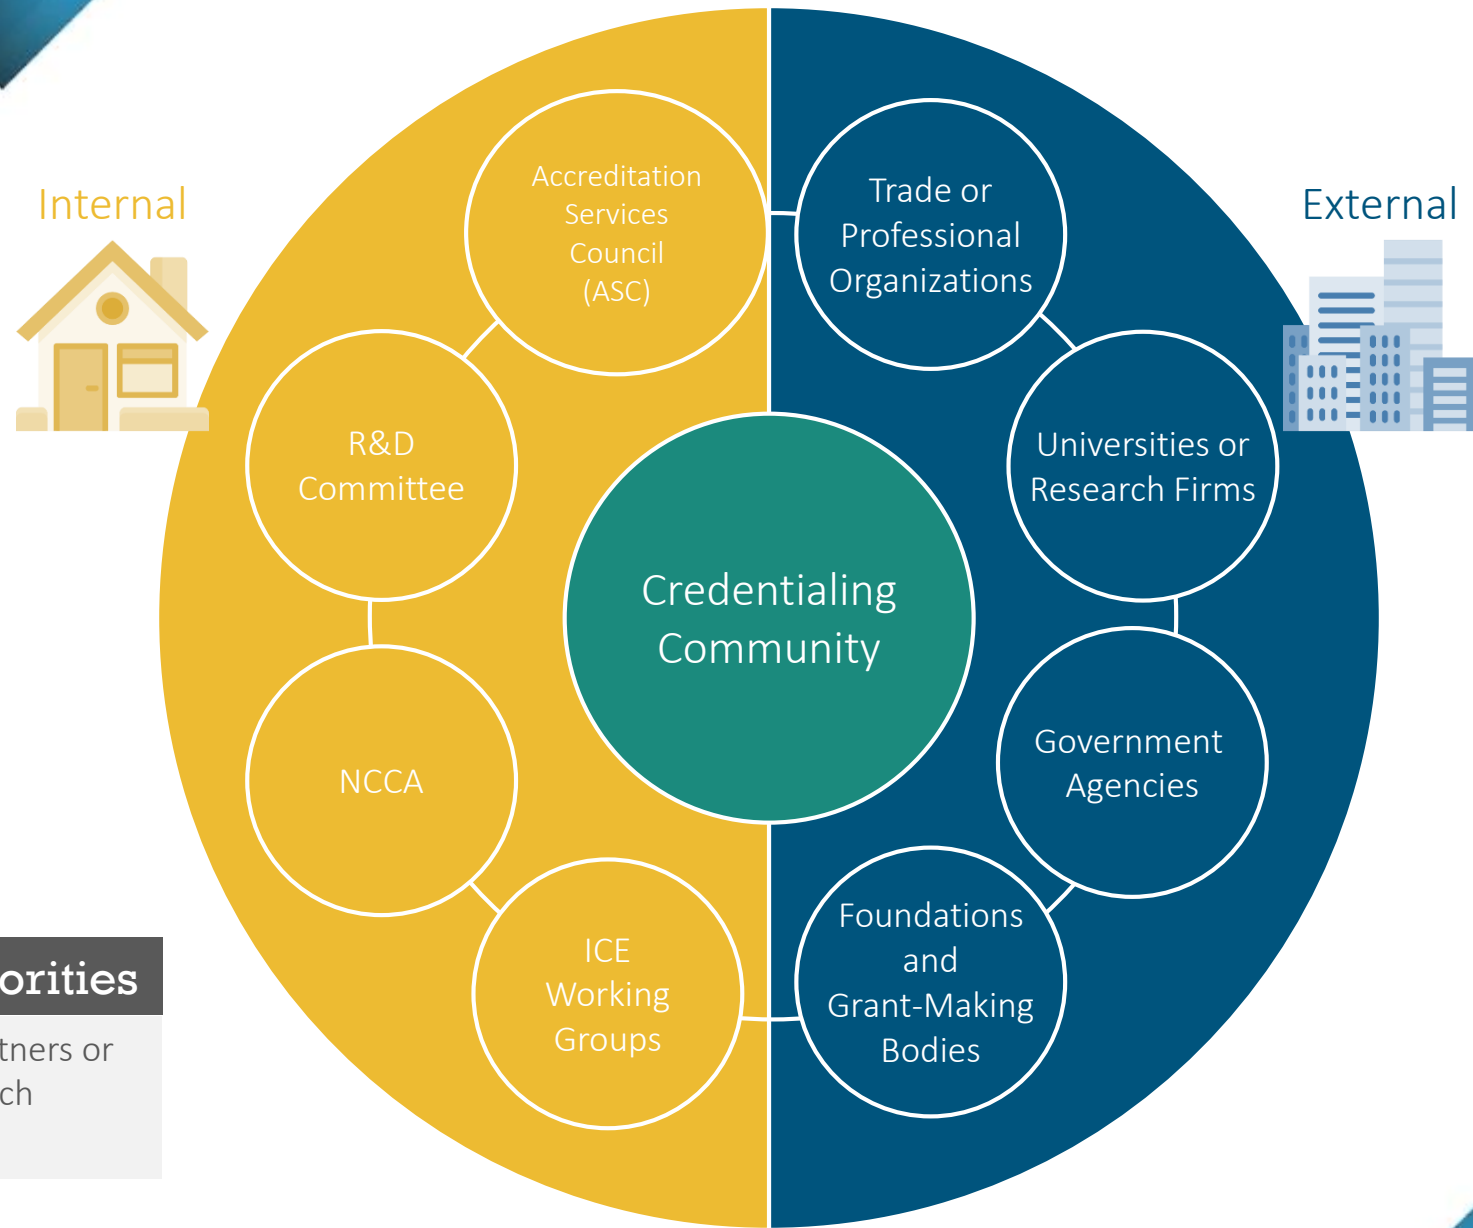 Internal
External
Accreditation
Services
Council
(ASC)
R&D
Committee
NCCA
ICE
Working
Groups
Credentialing
Community
Trade or
Professional
Organizations
Universities or
Research Firms
Government
Agencies
Foundations
and
Grant-Making
Bodies
orities
tners or
ch